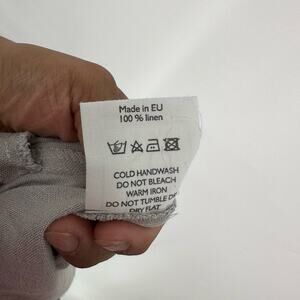 Made in EU
100 % linen
COLD HANDWASH
DO NOT BLEACH
WARM IRON
DO NOT TUMBLE
DRY FLAT